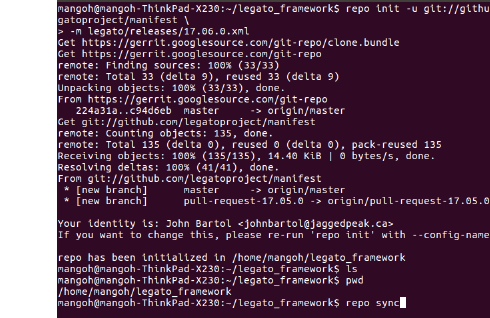 mangoh@mangoh-ThinkPad-X230:~/legato_framework$ repo init -u git://githu
gatoproject/manifest \
> -m legato/releases/17.06.0.xml
Get https://gerrit.googlesource.com/git-repo/clone.bundle
Get https://gerrit.googlesource.com/git-repo
remote: Finding sources: 100% (33/33)
remote: Total 33 (delta 9), reused 33 (delta 9)
Unpacking objects: 100% (33/33), done.
From https://gerrit.googlesource.com/git-repo
224a31a..c94d6eb  master     -> origin/master
Get git://github.com/legatoproject/manifest
remote: Counting objects: 135, done.
remote: Total 135 (delta 0), reused 0 (delta 0), pack-reused 135
Receiving objects: 100% (135/135), 14.40 KiB | 0 bytes/s, done.
Resolving deltas: 100% (41/41), done.
From git://github.com/legatoproject/manifest
* [new branch]      master     -> origin/master
* [new branch]      pull-request-17.05.0 -> origin/pull-request-17.05.0
Your identity is: John Bartol <johnbartol@jaggedpeak.ca>
If you want to change this, please re-run 'repo init' with --config-name
repo has been initialized in /home/mangoh/legato_framework
mangoh@mangoh-ThinkPad-X230:~/legato_framework$ ls
mangoh@mangoh-ThinkPad-X230:~/legato_framework$ pwd
/home/mangoh/legato_framework
mangoh@mangoh-ThinkPad-X230:~/legato_framework$ repo sync